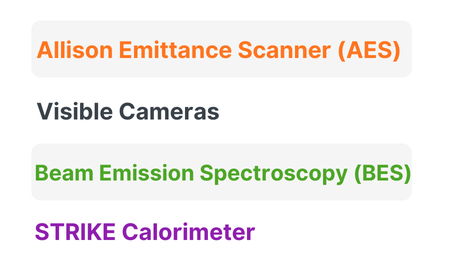 Allison Emittance Scanner (AES)
Visible Cameras
Beam Emission Spectroscopy (BES)
STRIKE Calorimeter